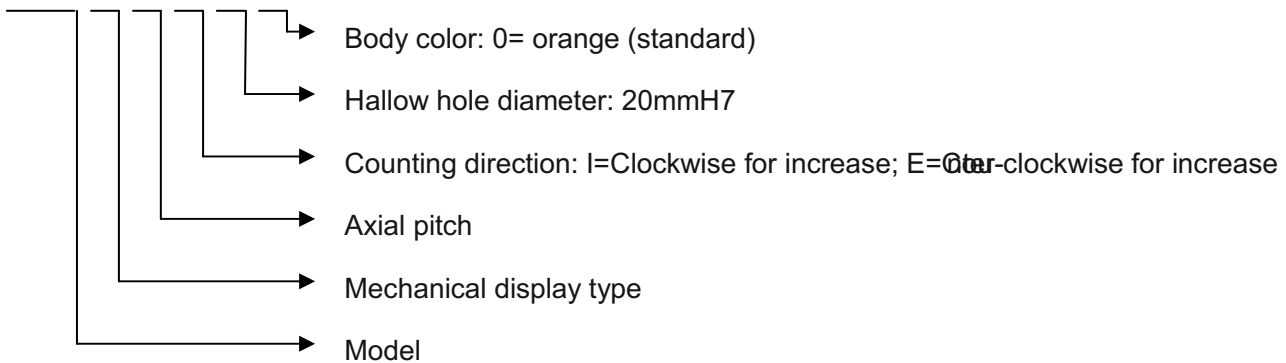 Body color: 0= orange (standard)
Hallow hole diameter: 20mmH7
Counting direction: I=Clockwise for increase; E= -clockwise for increase
Axial pitch
Mechanical display type
Model